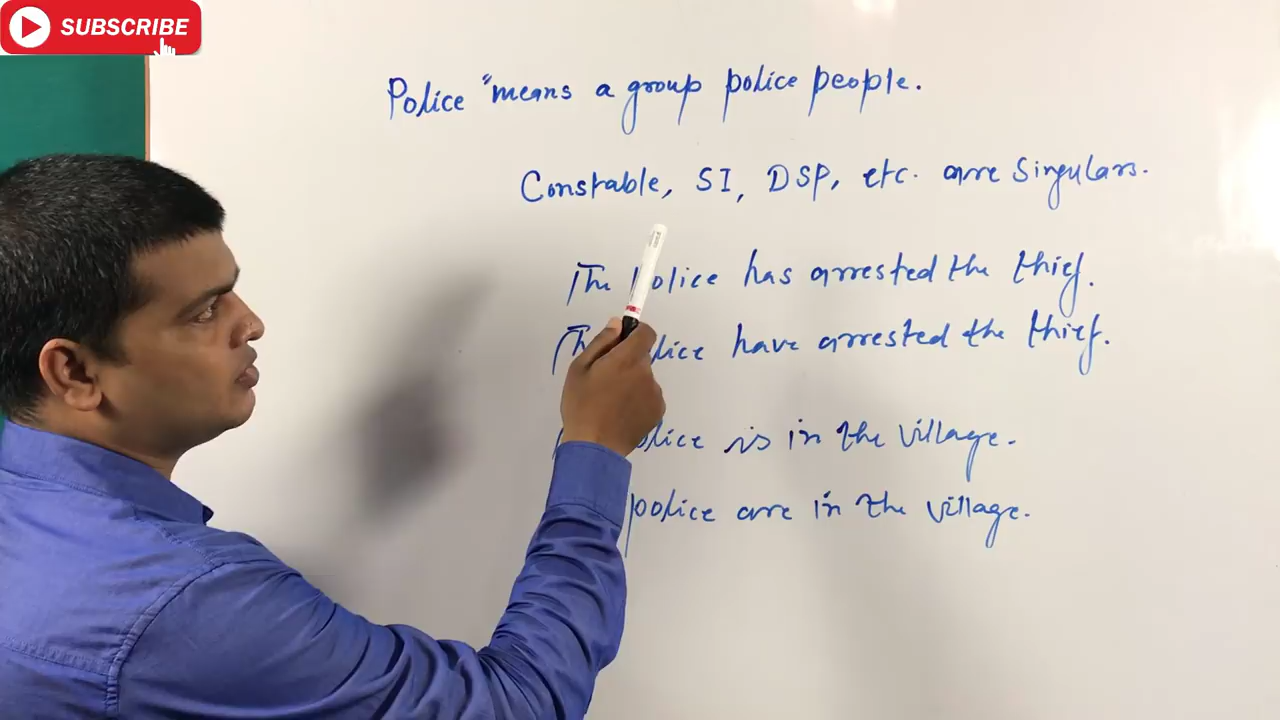 SUBSCRIBE
Police "means a group police people.
Constable, SI, DSP, etc. are Singulars.
The police has arrested the thief.
The police have arrested the thief.
police is in the village.
police are in the village.